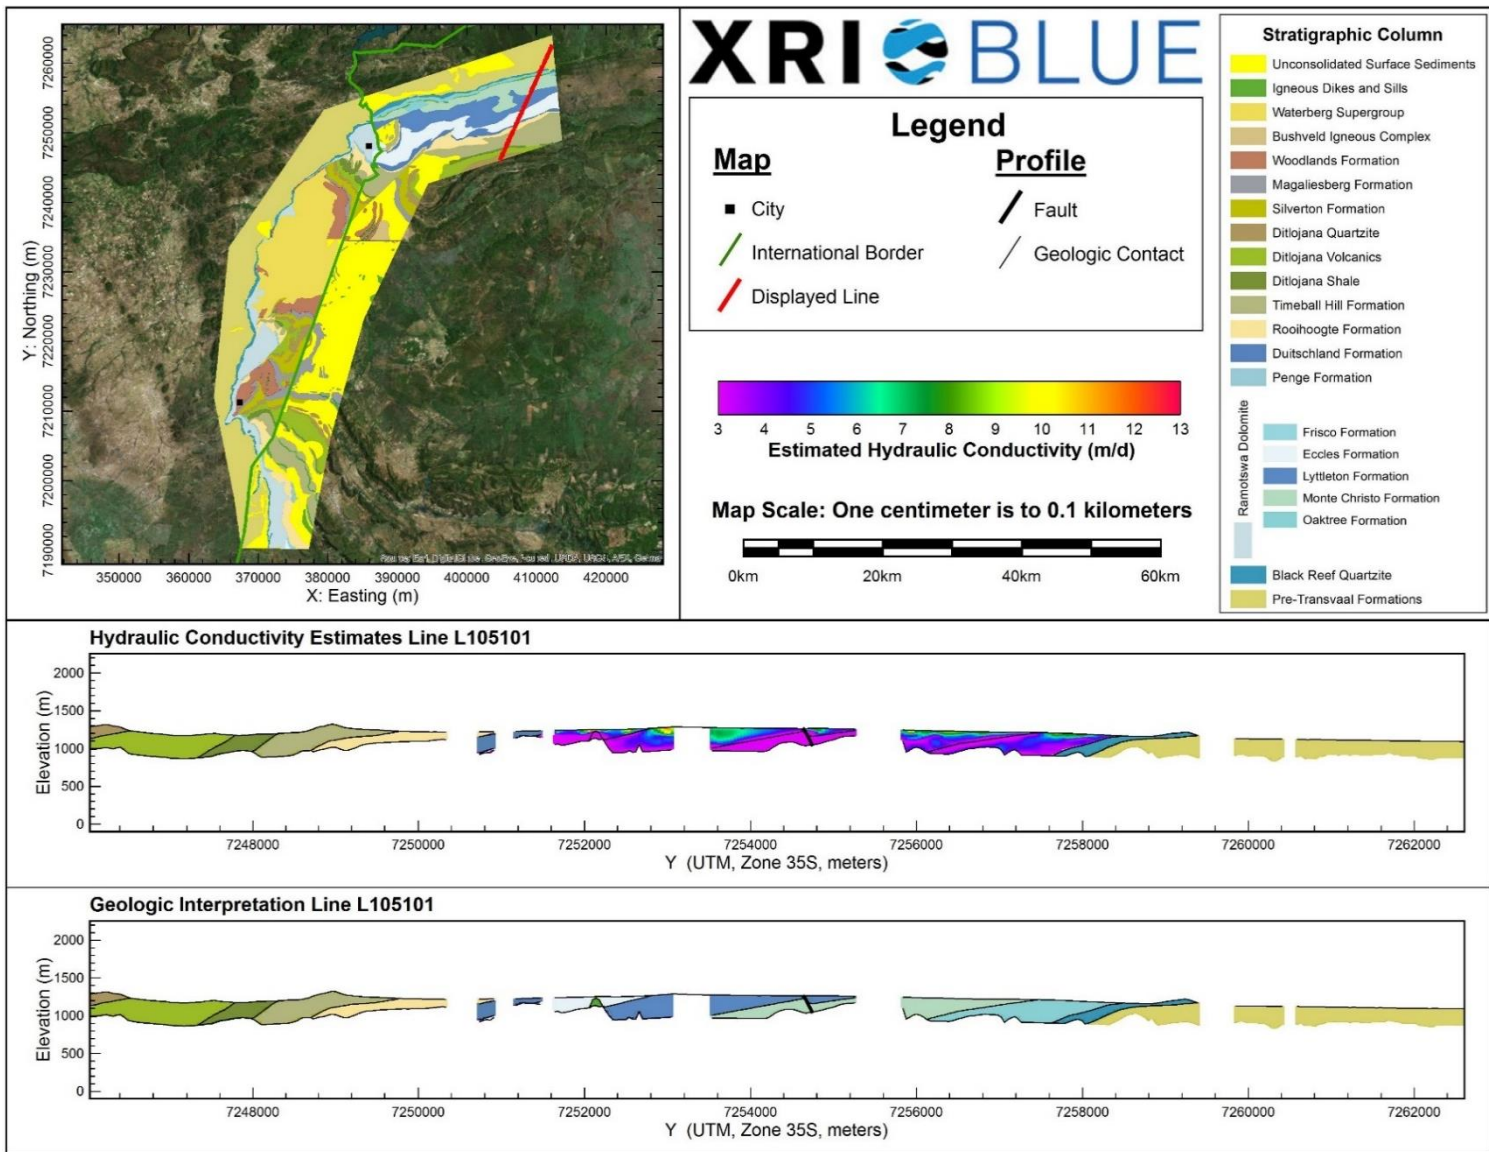 7260000
7250000
7240000
7230000
7220000
7210000
7200000
7190000
Y: Northing (m)
350000 360000 370000 380000 390000 400000 410000 420000
X: Easting (m)
XRI BLUE
Legend
Map
City
International Border
Displayed Line
Profile
Fault
Geologic Contact
3 4 5 6 7 8 9 10 11 12 13
Estimated Hydraulic Conductivity (m/d)
Map Scale: One centimeter is to 0.1 kilometers
0km 20km 40km 60km
Stratigraphic Column
Unconsolidated Surface Sediments
Igneous Dikes and Sills
Waterberg Supergroup
Bushveld Igneous Complex
Woodlands Formation
Magaliesberg Formation
Silverton Formation
Ditlojana Quartzite
Ditlojana Volcanics
Ditlojana Shale
Timeball Hill Formation
Rooihoogte Formation
Duitschland Formation
Penge Formation
Ramotswa Dolomite
Frisco Formation
Eccles Formation
Lyttleton Formation
Monte Christo Formation
Oaktree Formation
Black Reef Quartzite
Pre-Transvaal Formations
Hydraulic Conductivity Estimates Line L105101
Elevation (m)
2000
1500
1000
500
0
7248000 7250000 7252000 7254000 7256000 7258000 7260000 7262000
Y (UTM, Zone 35S, meters)
Geologic Interpretation Line L105101
Elevation (m)
2000
1500
1000
500
0
7248000 7250000 7252000 7254000 7256000 7258000 7260000 7262000
Y (UTM, Zone 35S, meters)